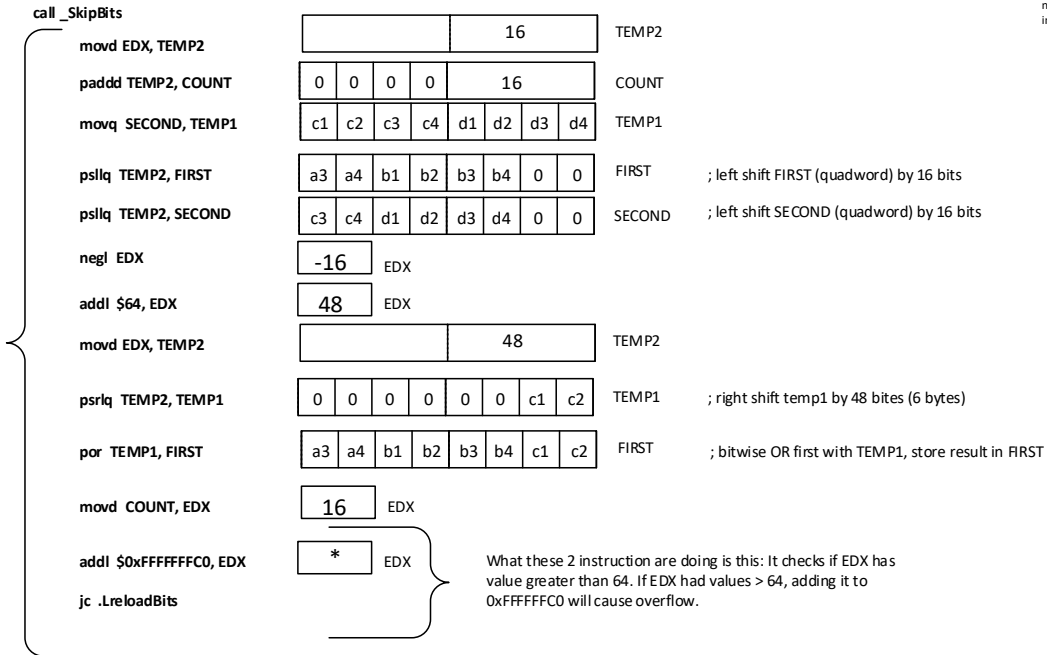 call _SkipBits
movd EDX, TEMP2
16
TEMP2
paddd TEMP2, COUNT
0 0 0 0 16
COUNT
movq SECOND, TEMP1
c1 c2 c3 c4 d1 d2 d3 d4
TEMP1
psllq TEMP2, FIRST
a3 a4 b1 b2 b3 b4 0 0
FIRST
; left shift FIRST (quadword) by 16 bits
psllq TEMP2, SECOND
c3 c4 d1 d2 d3 d4 0 0
SECOND
; left shift SECOND (quadword) by 16 bits
negl EDX
-16
EDX
addl $64, EDX
48
EDX
movd EDX, TEMP2
48
TEMP2
psrlq TEMP2, TEMP1
0 0 0 0 0 0 c1 c2
TEMP1
; right shift temp1 by 48 bites (6 bytes)
por TEMP1, FIRST
a3 a4 b1 b2 b3 b4 c1 c2
FIRST
; bitwise OR first with TEMP1, store result in FIRST
movd COUNT, EDX
16
EDX
addl $0xFFFFFFFC0, EDX
*
EDX
jc .LreloadBits
What these 2 instruction are doing is this: It checks if EDX has
value greater than 64. If EDX had values > 64, adding it to
0xFFFFFFC0 will cause overflow.